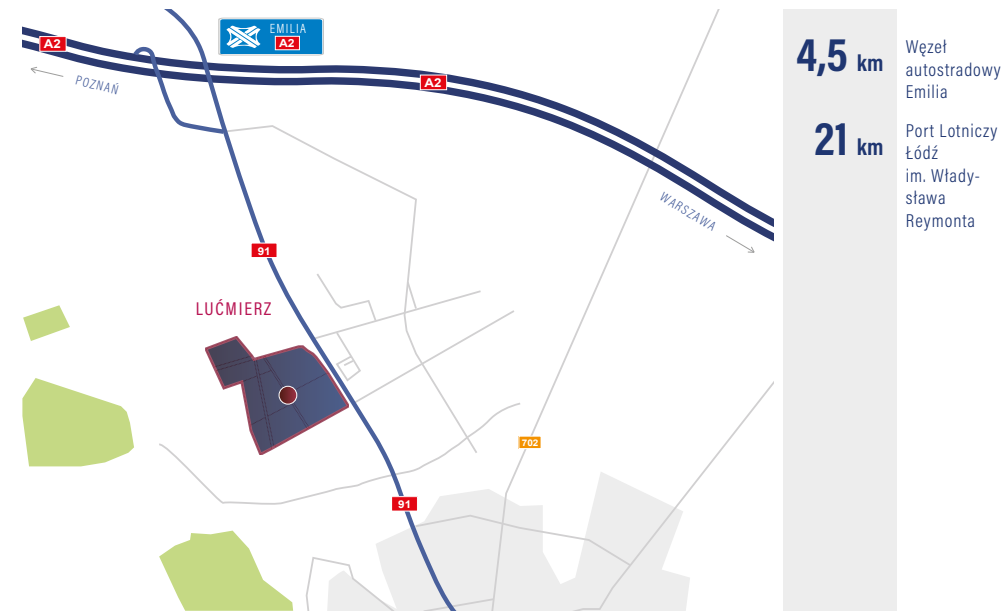 EMILIA
A2
A2
A2
POZNAŃ
WARSZAWA
91
LUĆMIERZ
702
91
4,5 km
Węzeł
autostradowy
Emilia
21 km
Port Lotniczy
Łódź
im. Włady-
sława
Reymonta